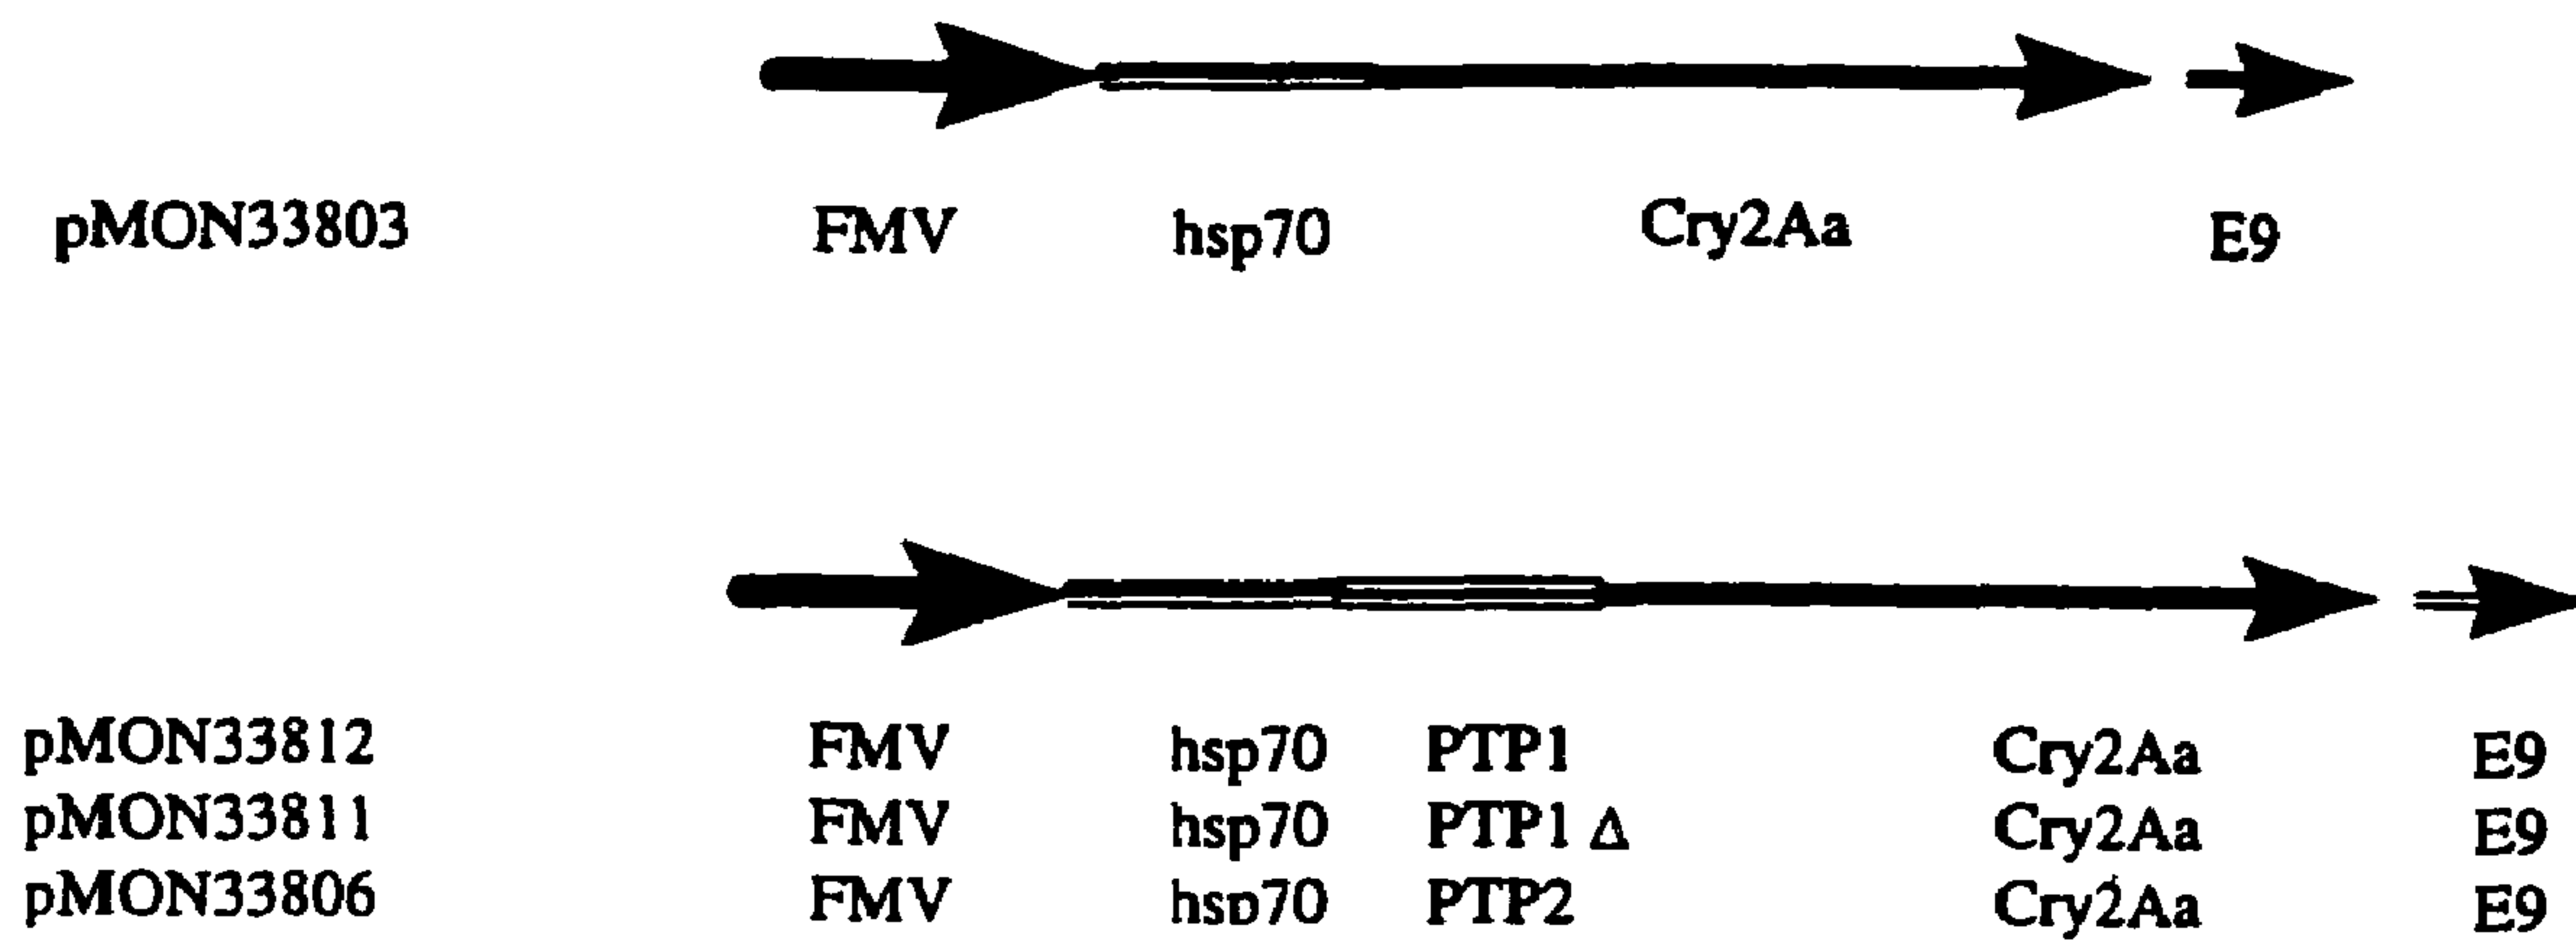 pMON33803 FMV hsp70 Cry2Aa E9
pMON33812 FMV hsp70 PTP1 Cry2Aa E9
pMON33811 FMV hsp70 PTP1 Δ Cry2Aa E9
pMON33806 FMV hsp70 PTP2 Cry2Aa E9